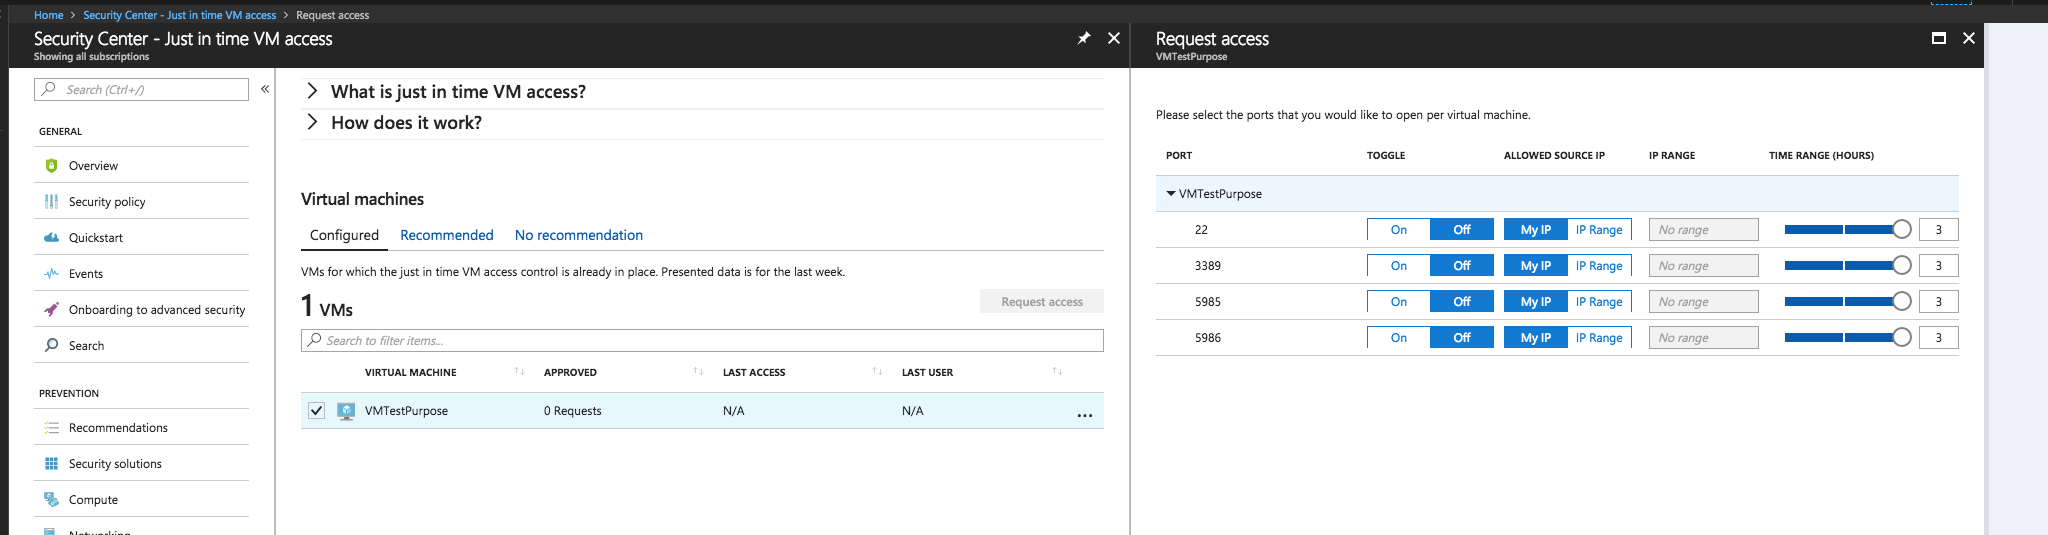 Home > Security Center - Just in time VM access > Request access
Security Center - Just in time VM access
Showing all subscriptions
Search (Ctrl+/)
«
GENERAL
Overview
Security policy
Quickstart
Events
Onboarding to advanced security
Search
PREVENTION
Recommendations
Security solutions
Compute
What is just in time VM access?
How does it work?
Virtual machines
Configured Recommended No recommendation
VMs for which the just in time VM access control is already in place. Presented data is for the last week.
1 VMs
Request access
Search to filter items...
VIRTUAL MACHINE APPROVED LAST ACCESS LAST USER
VMTestPurpose 0 Requests N/A N/A ...
Request access
VMTestPurpose
Please select the ports that you would like to open per virtual machine.
PORT TOGGLE ALLOWED SOURCE IP IP RANGE TIME RANGE (HOURS)
VMTestPurpose
22 On Off My IP IP Range No range 3
3389 On Off My IP IP Range No range 3
5985 On Off My IP IP Range No range 3
5986 On Off My IP IP Range No range 3